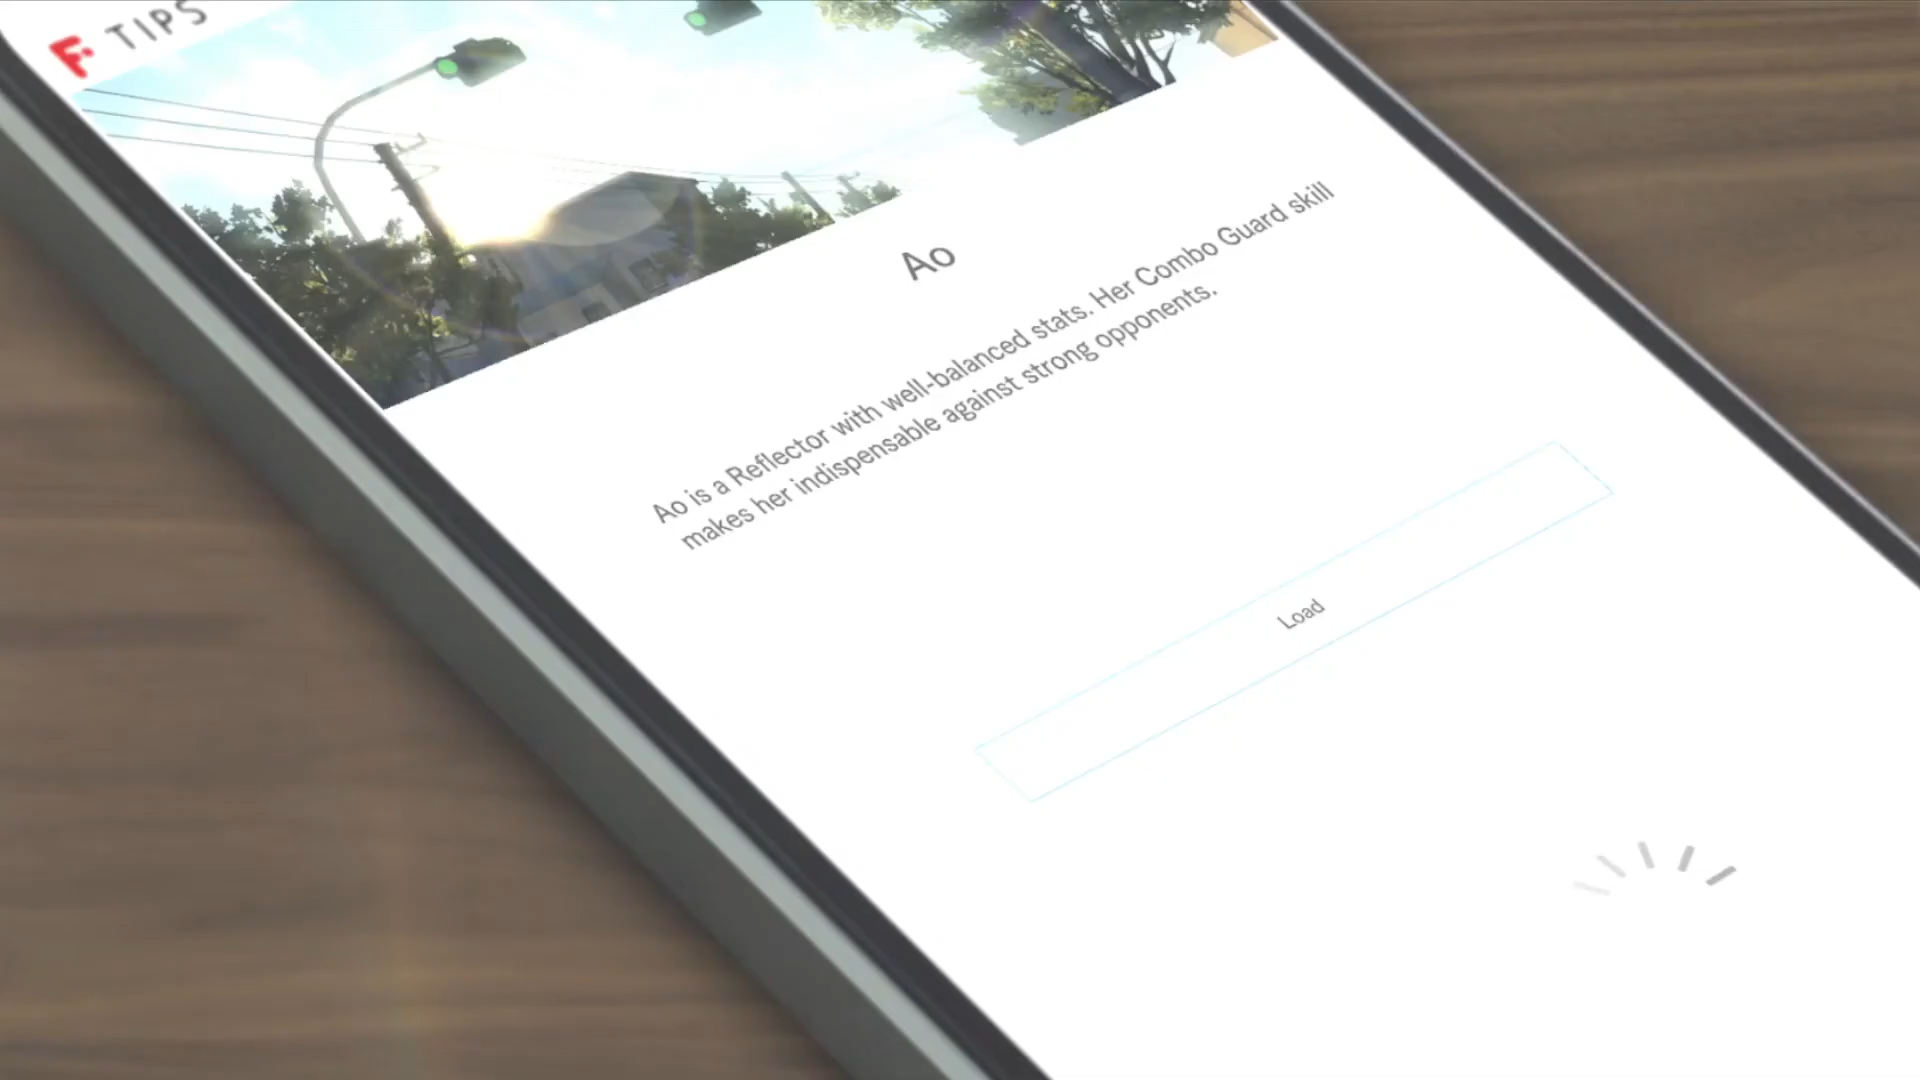 TIPS
Ao
Ao is a Reflector with well-balanced stats. Her Combo Guard skill
makes her indispensable against strong opponents.
Load